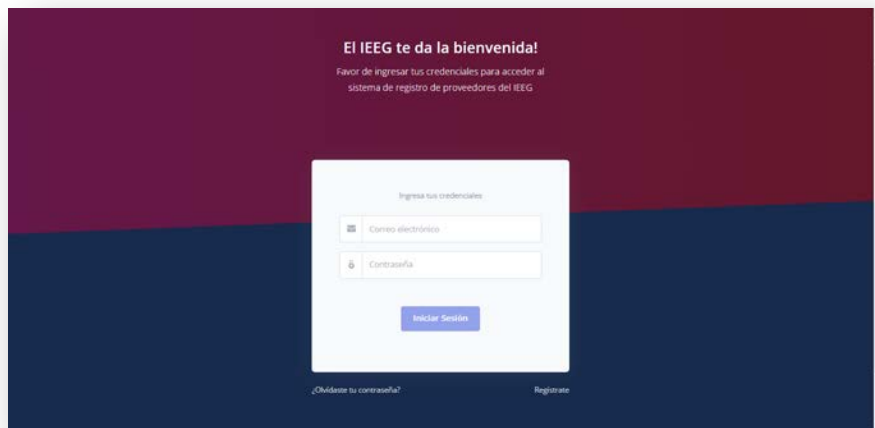 El IEEG te da la bienvenida!
Favor de ingresar tus credenciales para acceder al
sistema de registro de proveedores del IEEG
Ingresa tus credenciales
Correo electrónico
Contraseña
Iniciar Sesión
¿Olvidaste tu contraseña?
Regístrate